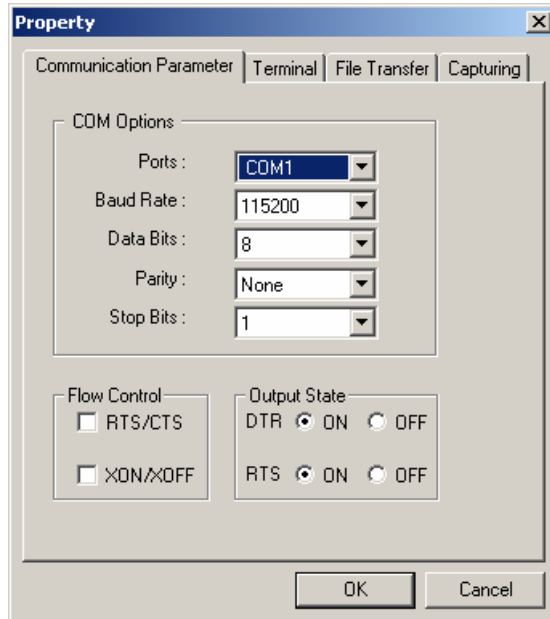 Property
Communication Parameter Terminal File Transfer Capturing
COM Options
Ports : COM1
Baud Rate : 115200
Data Bits : 8
Parity : None
Stop Bits : 1
Flow Control Output State
RTS/CTS DTR ON OFF
XON/XOFF RTS ON OFF
OK Cancel